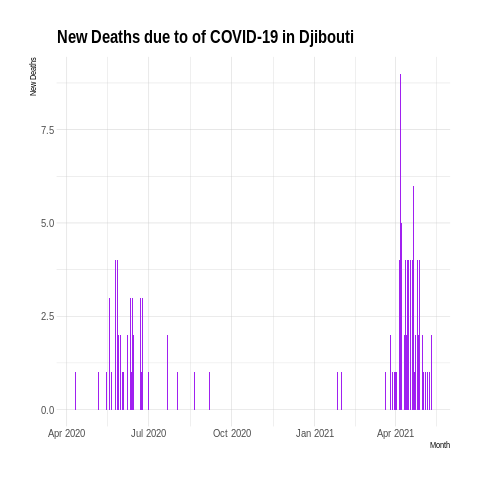 New Deaths due to of COVID-19 in Djibouti
New Deaths
7.5
5.0
2.5
0.0
Apr 2020 Jul 2020 Oct 2020 Jan 2021 Apr 2021
Month